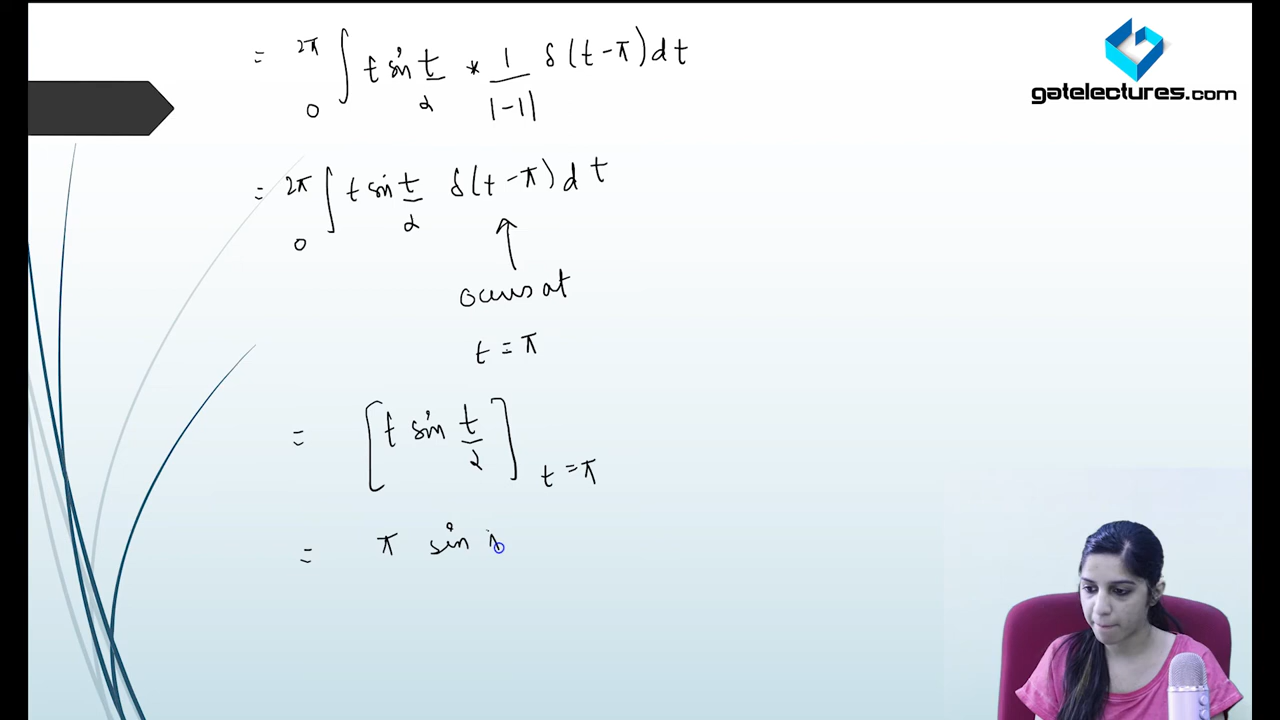 gatelectures.com
= 2π ∫ 0 t sin t/2 * 1/|-1| δ(t-π)dt
= 2π ∫ 0 t sin t/2 δ(t-π)dt
↑
occurs at
t = π
= [t sin t/2] t=π
= π sin